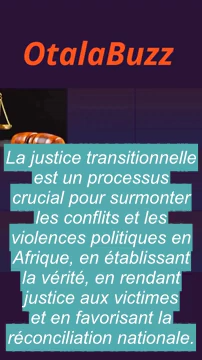 OtalaBuzz
La justice transitionnelle
est un processus
crucial pour surmonter
les conflits et les
violences politiques en
Afrique, en établissant
la vérité, en rendant
justice aux victimes
et en favorisant la
réconciliation nationale.